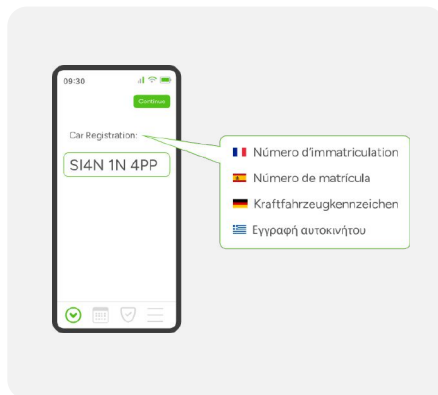 09:30
Continue
Car Registration:
SI4N 1N 4PP
Número d'immatriculation
Número de matrícula
Kraftfahrzeugkennzeichen
Εγγραφή αυτοκινήτου